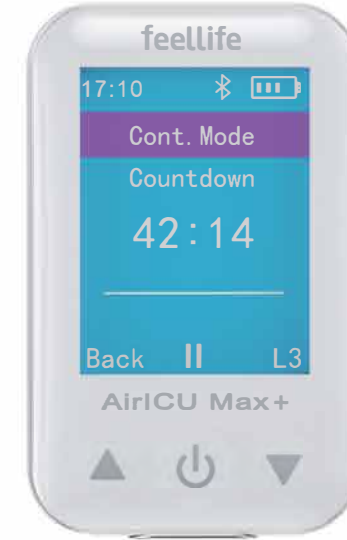 feellife
17:10
Cont. Mode
Countdown
42:14
Back L3
AirICU Max+